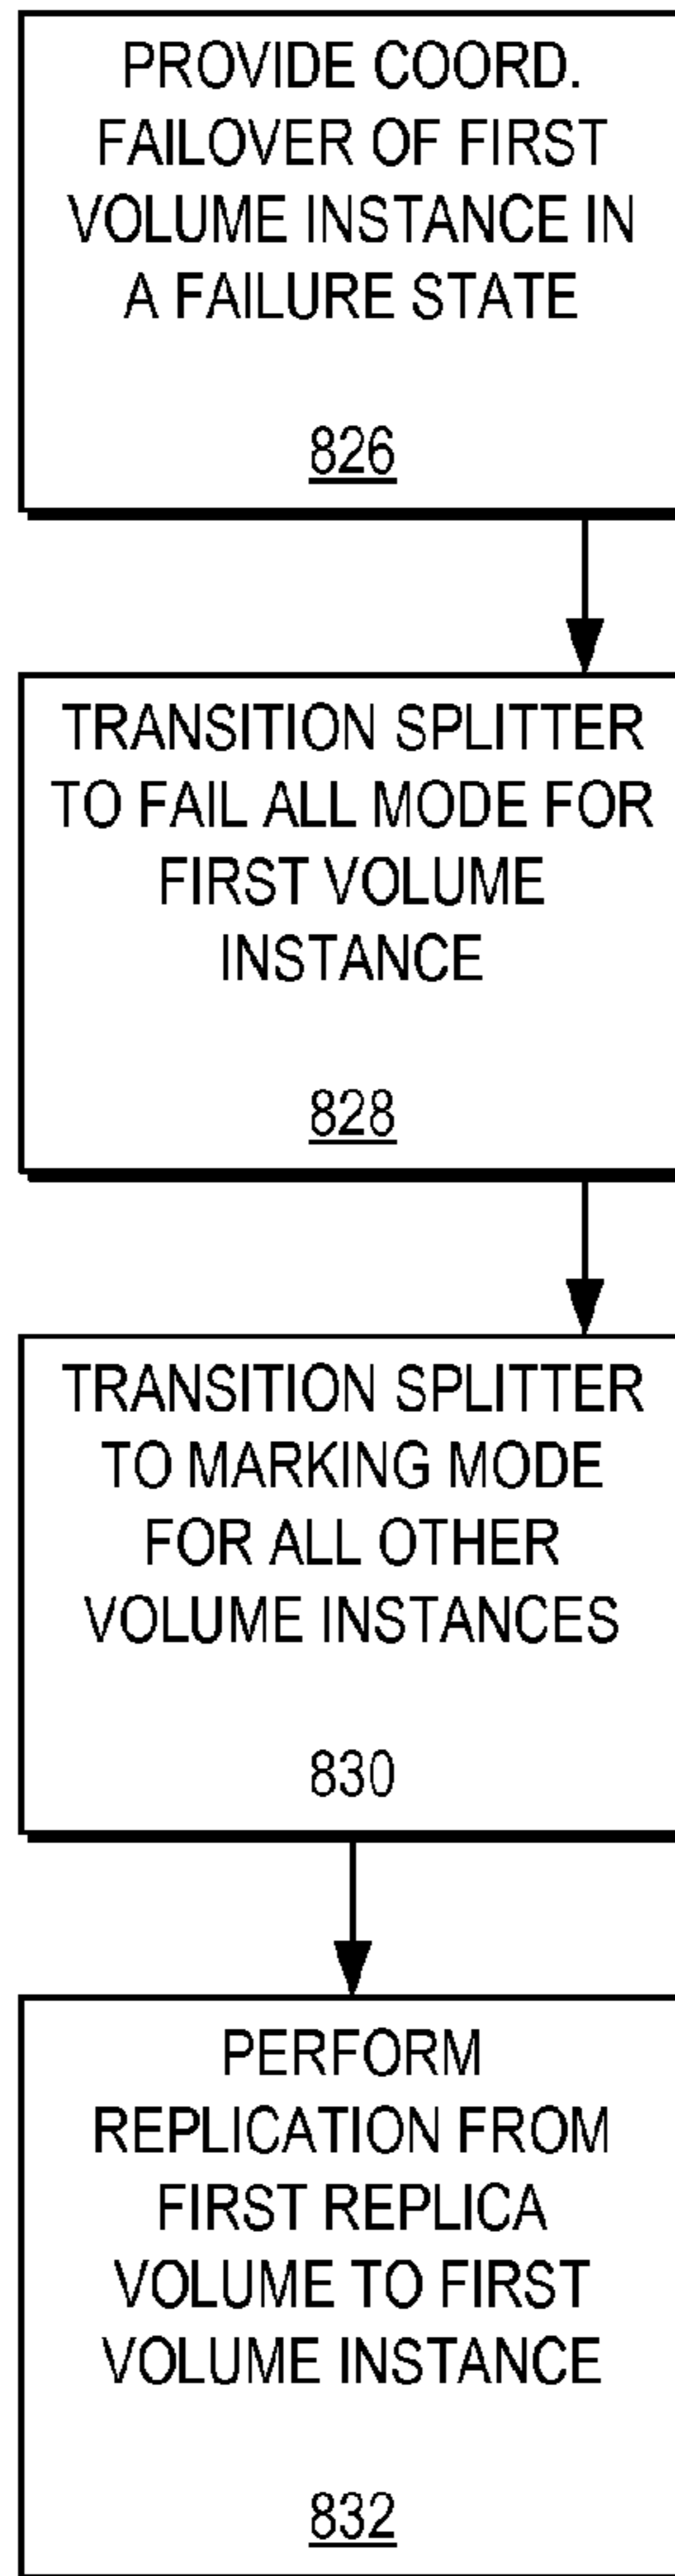 PROVIDE COORD.
FAILOVER OF FIRST
VOLUME INSTANCE IN
A FAILURE STATE
826
TRANSITION SPLITTER
TO FAIL ALL MODE FOR
FIRST VOLUME
INSTANCE
828
TRANSITION SPLITTER
TO MARKING MODE
FOR ALL OTHER
VOLUME INSTANCES
830
PERFORM
REPLICATION FROM
FIRST REPLICA
VOLUME TO FIRST
VOLUME INSTANCE
832